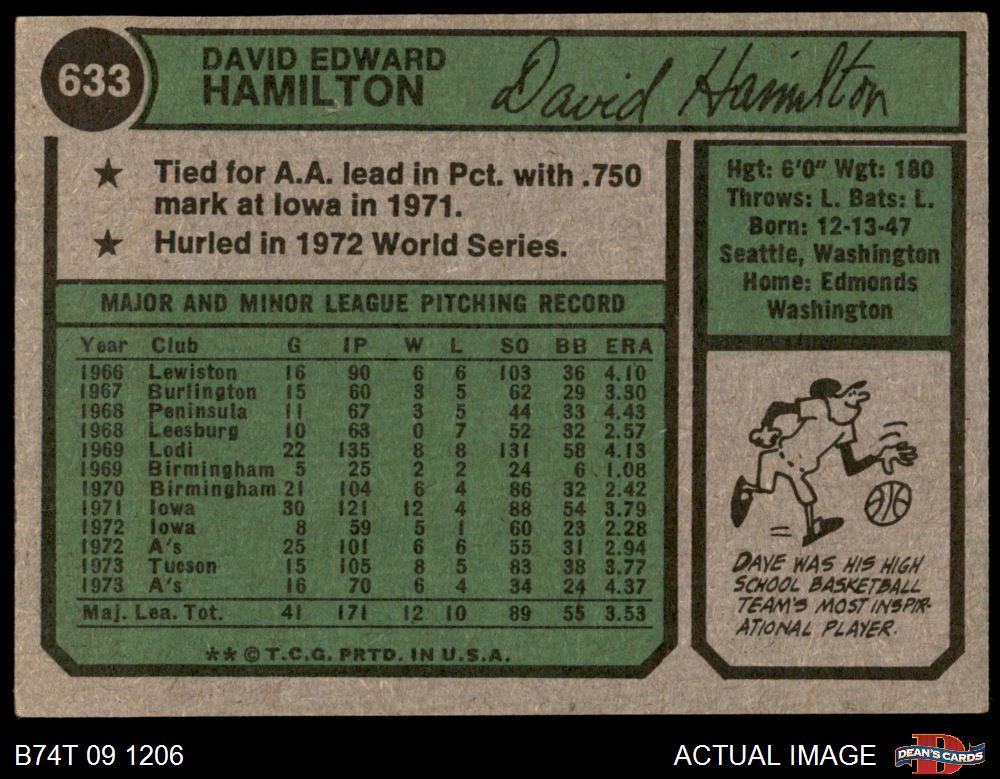 633
DAVID EDWARD
HAMILTON
David Hamilton
★ Tied for A.A. lead in Pct. with .750
mark at Iowa in 1971.
★ Hurled in 1972 World Series.
Hgt: 6'0" Wgt: 180
Throws: L. Bats: L.
Born: 12-13-47
Seattle, Washington
Home: Edmonds
Washington
MAJOR AND MINOR LEAGUE PITCHING RECORD
Year Club G IP W L SO BB ERA
1966 Lewiston 16 90 6 6 103 36 4.10
1967 Burlington 15 60 3 5 62 29 3.30
1968 Peninsula 11 67 3 5 44 33 4.43
1968 Leesburg 10 63 0 7 52 32 2.57
1969 Lodi 22 135 8 8 131 58 4.13
1969 Birmingham 5 25 2 2 24 6 1.08
1970 Birmingham 21 104 6 4 86 32 2.42
1971 Iowa 30 121 12 4 88 54 3.79
1972 Iowa 8 59 5 1 60 23 2.28
1972 A's 25 101 6 6 55 31 2.94
1973 Tucson 15 105 8 5 83 38 3.77
1973 A's 16 70 6 4 34 24 4.37
Maj. Lea. Tot. 41 171 12 10 89 55 3.53
** © T.C.G. PRTD. IN U.S.A.
DAVE WAS HIS HIGH
SCHOOL BASKETBALL
TEAM'S MOST INSPIR-
ATIONAL PLAYER.
B74T 09 1206
ACTUAL IMAGE
DEAN'S CARDS